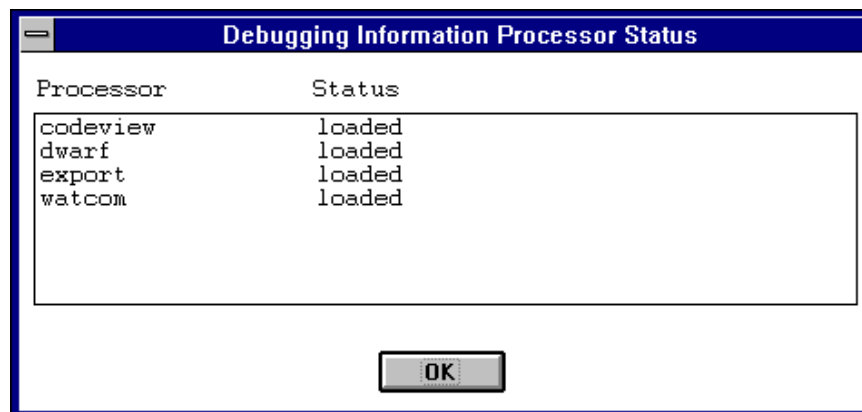 Debugging Information Processor Status
Processor Status
codeview loaded
dwarf loaded
export loaded
watcom loaded
OK